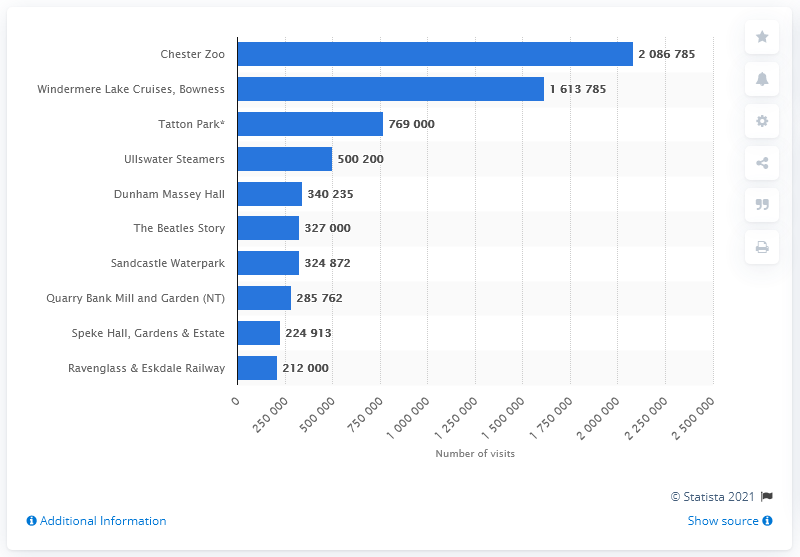 Chester Zoo 2 086 785
Windermere Lake Cruises, Bowness 1 613 785
Tatton Park* 769 000
Ullswater Steamers 500 200
Dunham Massey Hall 340 235
The Beatles Story 327 000
Sandcastle Waterpark 324 872
Quarry Bank Mill and Garden (NT) 285 762
Speke Hall, Gardens & Estate 224 913
Ravenglass & Eskdale Railway 212 000
0 250 000 500 000 750 000 1 000 000 1 250 000 1 500 000 1 750 000 2 000 000 2 250 000 2 500 000
Number of visits
© Statista 2021
Additional Information Show source